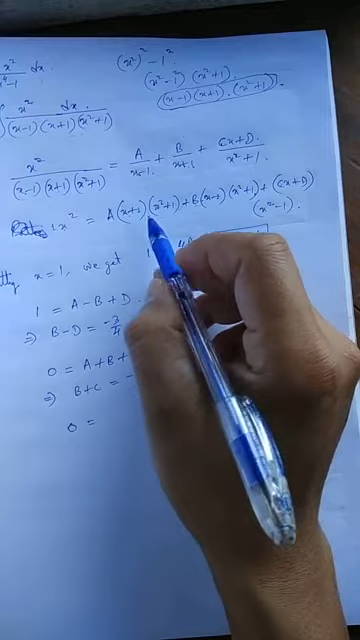 x²/x⁴-1 dx.
(x²)² - 1²
(x²-1)(x²+1).
(x-1)(x+1).(x²+1).
x² dx. / (x-1)(x+1)(x²+1)
x² / (x-1)(x+1)(x²+1) = A/x-1. + B/x+1 + Cx+D. / x²+1.
1x² = A(x+1)(x²+1)+B(x-1)(x²+1)+(Cx+D)
(x²-1).
x=1, we get
1 = A-B+D.
⇒ B-D = -3/4
0 = A+B+
⇒ B+C = -
0 =